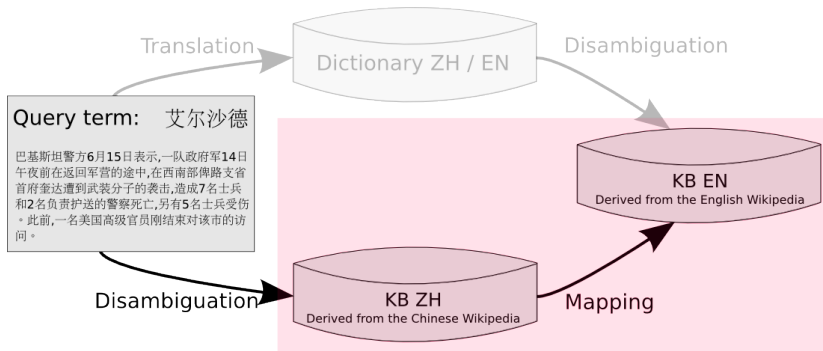 Translation
Disambiguation
Dictionary ZH / EN
Query term: 艾尔沙德
巴基斯坦警方6月15日表示,一队政府军14日
午夜前在返回军营的途中,在西南部俾路支省
首府奎达遭到武装分子的袭击,造成7名士兵
和2名负责护送的警察死亡,另有5名士兵受伤
。此前,一名美国高级官员刚结束对该市的访
问。
KB EN
Derived from the English Wikipedia
Disambiguation
KB ZH
Derived from the Chinese Wikipedia
Mapping